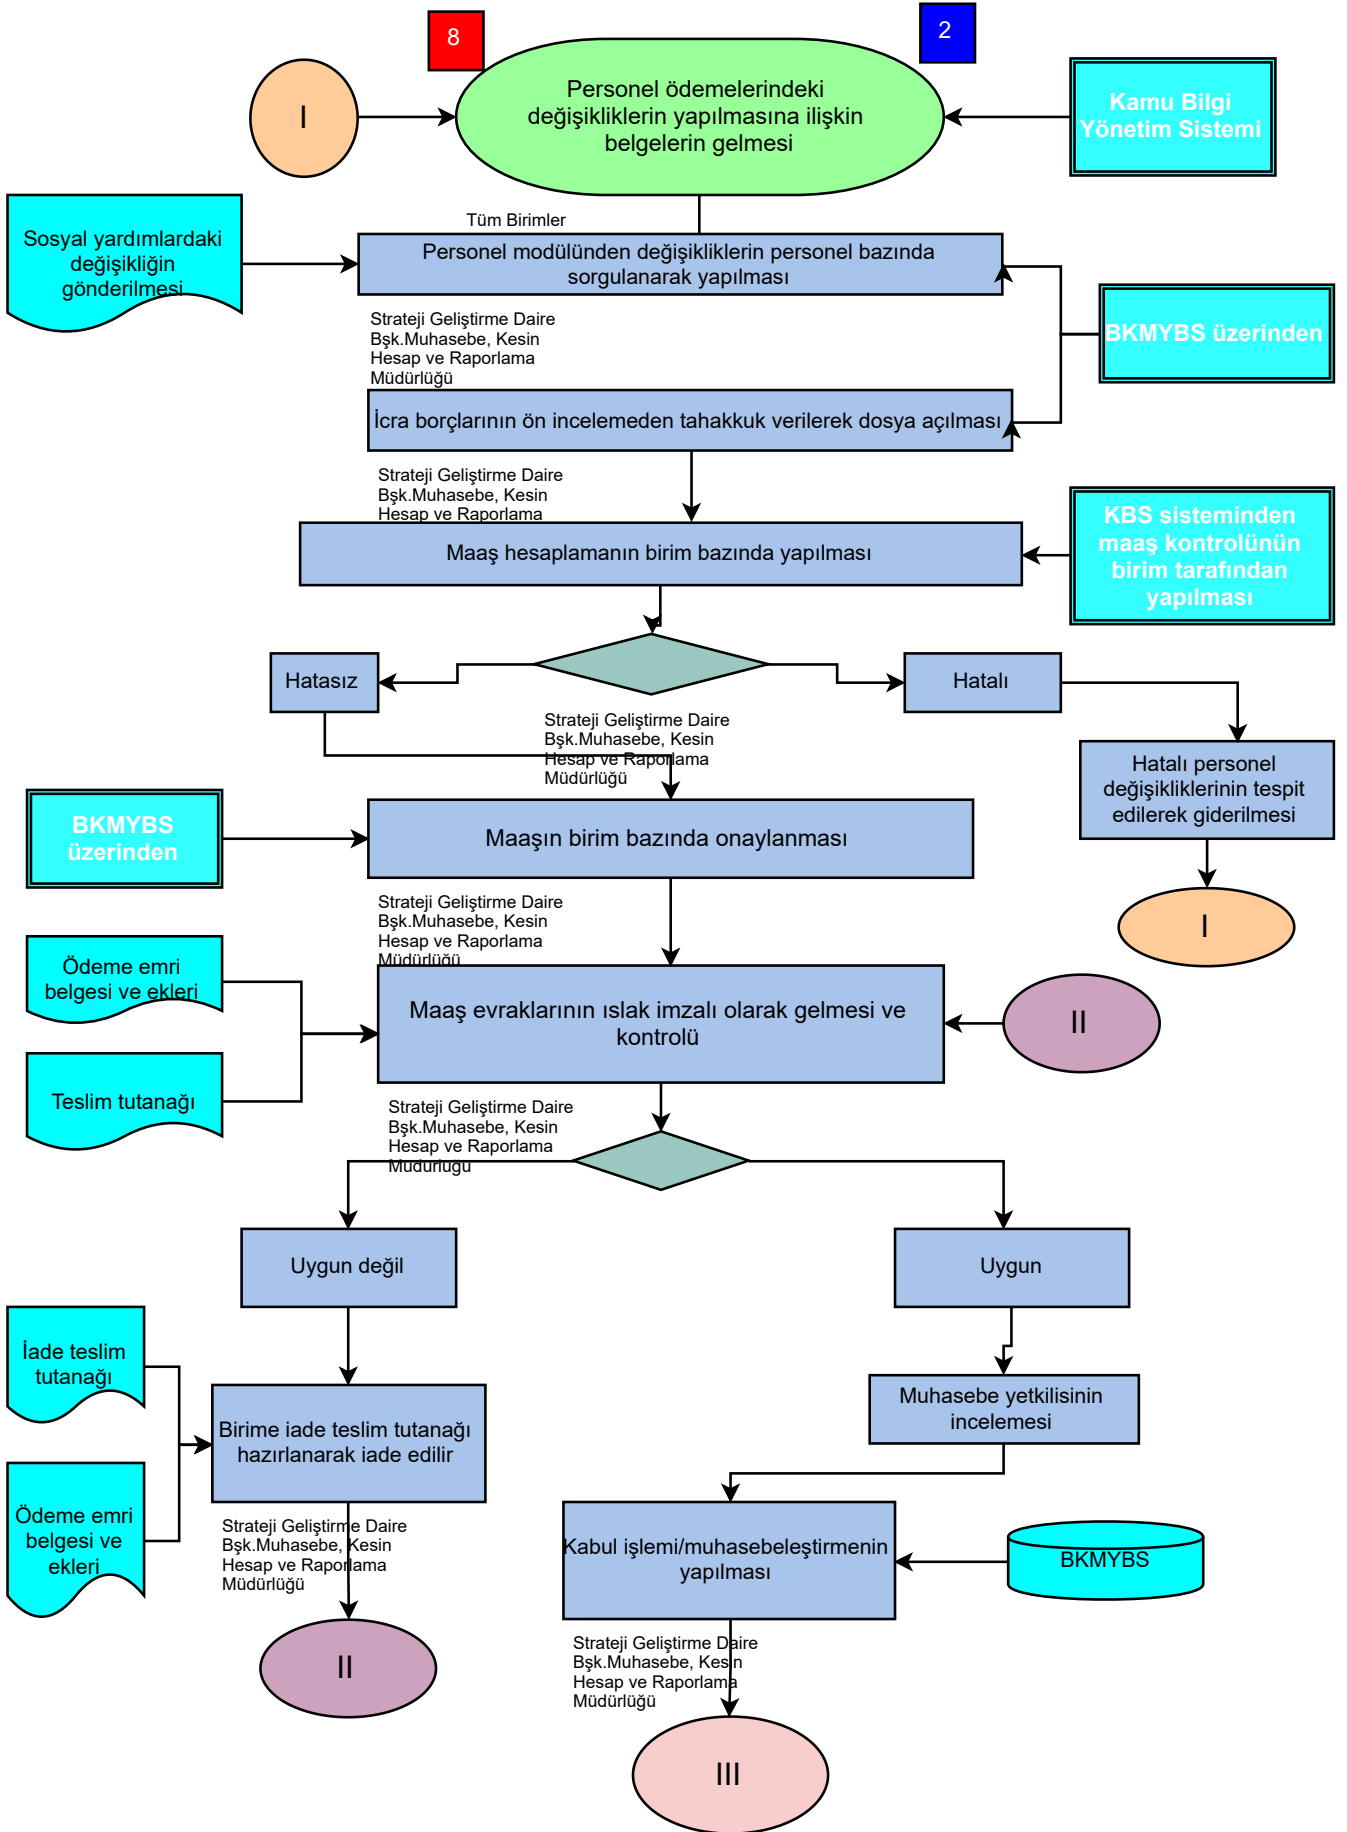 8
2
I
Personel ödemelerindeki
değişikliklerin yapılmasına ilişkin
belgelerin gelmesi
Kamu Bilgi
Yönetim Sistemi
Tüm Birimler
Sosyal yardımlardaki
değişikliğin
gönderilmesi
Personel modülünden değişikliklerin personel bazında
sorgulanarak yapılması
Strateji Geliştirme Daire
Bşk.Muhasebe, Kesin
Hesap ve Raporlama
Müdürlüğü
BKMYBS üzerinden
İcra borçlarının ön incelemeden tahakkuk verilerek dosya açılması
Strateji Geliştirme Daire
Bşk.Muhasebe, Kesin
Hesap ve Raporlama
KBS sisteminden
maaş kontrolünün
birim tarafından
yapılması
Maaş hesaplamanın birim bazında yapılması
Hatasız
Hatalı
Strateji Geliştirme Daire
Bşk.Muhasebe, Kesin
Hesap ve Raporlama
Müdürlüğü
Hatalı personel
değişikliklerinin tespit
edilerek giderilmesi
BKMYBS
üzerinden
Maaşın birim bazında onaylanması
I
Strateji Geliştirme Daire
Bşk.Muhasebe, Kesin
Hesap ve Raporlama
Müdürlüğü
Ödeme emri
belgesi ve ekleri
Maaş evraklarının ıslak imzalı olarak gelmesi ve
kontrolü
II
Teslim tutanağı
Strateji Geliştirme Daire
Bşk.Muhasebe, Kesin
Hesap ve Raporlama
Müdürlüğü
Uygun değil
Uygun
İade teslim
tutanağı
Birime iade teslim tutanağı
hazırlanarak iade edilir
Muhasebe yetkilisinin
incelemesi
Ödeme emri
belgesi ve
ekleri
Strateji Geliştirme Daire
Bşk.Muhasebe, Kesin
Hesap ve Raporlama
Müdürlüğü
Kabul işlemi/muhasebeleştirmenin
yapılması
BKMYBS
II
Strateji Geliştirme Daire
Bşk.Muhasebe, Kesin
Hesap ve Raporlama
Müdürlüğü
III